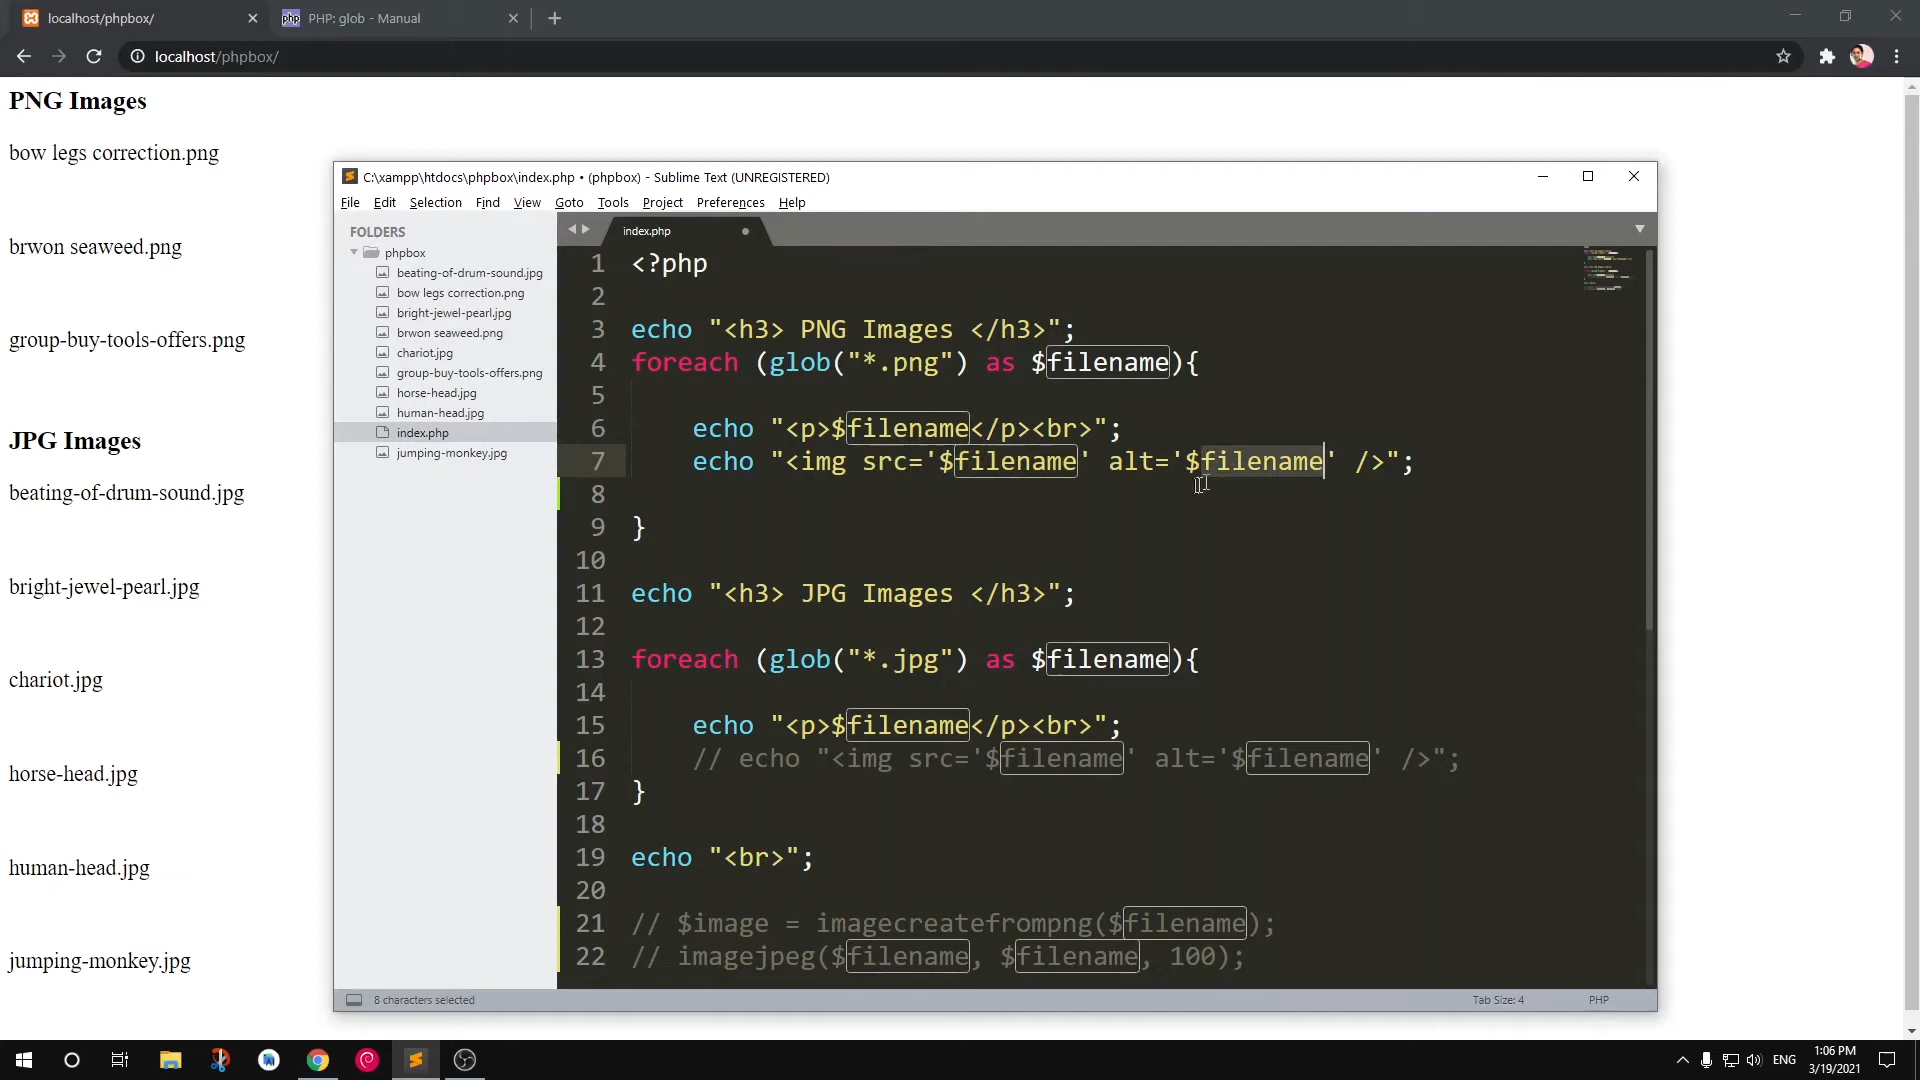 localhost/phpbox/
PHP: glob - Manual
localhost/phpbox/
PNG Images
bow legs correction.png
brwon seaweed.png
group-buy-tools-offers.png
JPG Images
beating-of-drum-sound.jpg
bright-jewel-pearl.jpg
chariot.jpg
horse-head.jpg
human-head.jpg
jumping-monkey.jpg
C:\xampp\htdocs\phpbox\index.php • (phpbox) - Sublime Text (UNREGISTERED)
File Edit Selection Find View Goto Tools Project Preferences Help
FOLDERS
phpbox
beating-of-drum-sound.jpg
bow legs correction.png
bright-jewel-pearl.jpg
brwon seaweed.png
chariot.jpg
group-buy-tools-offers.png
horse-head.jpg
human-head.jpg
index.php
jumping-monkey.jpg
index.php
1 <?php
2
3 echo "<h3> PNG Images </h3>";
4 foreach (glob("*.png") as $filename){
5
6 echo "<p>$filename</p><br>";
7 echo "<img src='$filename' alt='$filename' />";
8
9 }
10
11 echo "<h3> JPG Images </h3>";
12
13 foreach (glob("*.jpg") as $filename){
14
15 echo "<p>$filename</p><br>";
16 // echo "<img src='$filename' alt='$filename' />";
17 }
18
19 echo "<br>";
20
21 // $image = imagecreatefrompng($filename);
22 // imagejpeg($filename, $filename, 100);
8 characters selected
Tab Size: 4
PHP
ENG
1:06 PM
3/19/2021